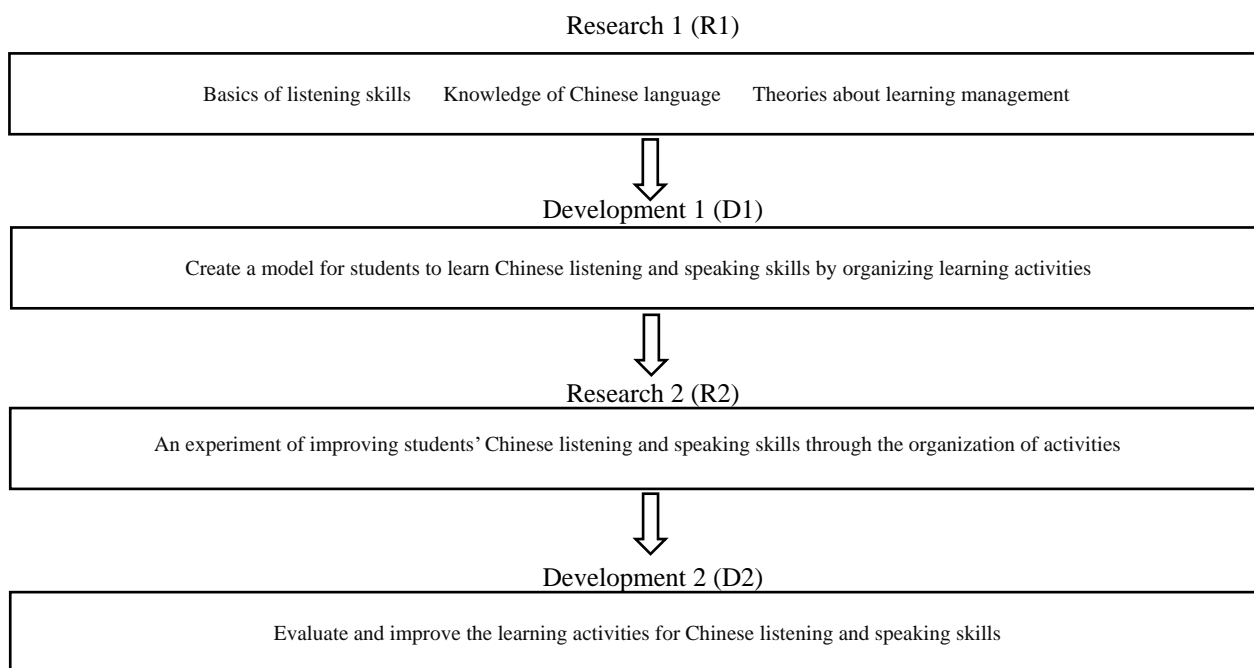 Research 1 (R1)
Basics of listening skills Knowledge of Chinese language Theories about learning management
Development 1 (D1)
Create a model for students to learn Chinese listening and speaking skills by organizing learning activities
Research 2 (R2)
An experiment of improving students’ Chinese listening and speaking skills through the organization of activities
Development 2 (D2)
Evaluate and improve the learning activities for Chinese listening and speaking skills